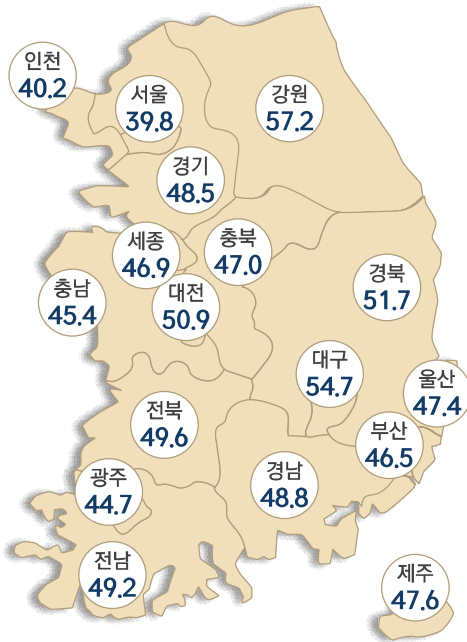 인천
40.2
서울
39.8
강원
57.2
경기
48.5
세종
46.9
충북
47.0
충남
45.4
대전
50.9
경북
51.7
대구
54.7
울산
47.4
전북
49.6
부산
46.5
광주
44.7
경남
48.8
전남
49.2
제주
47.6